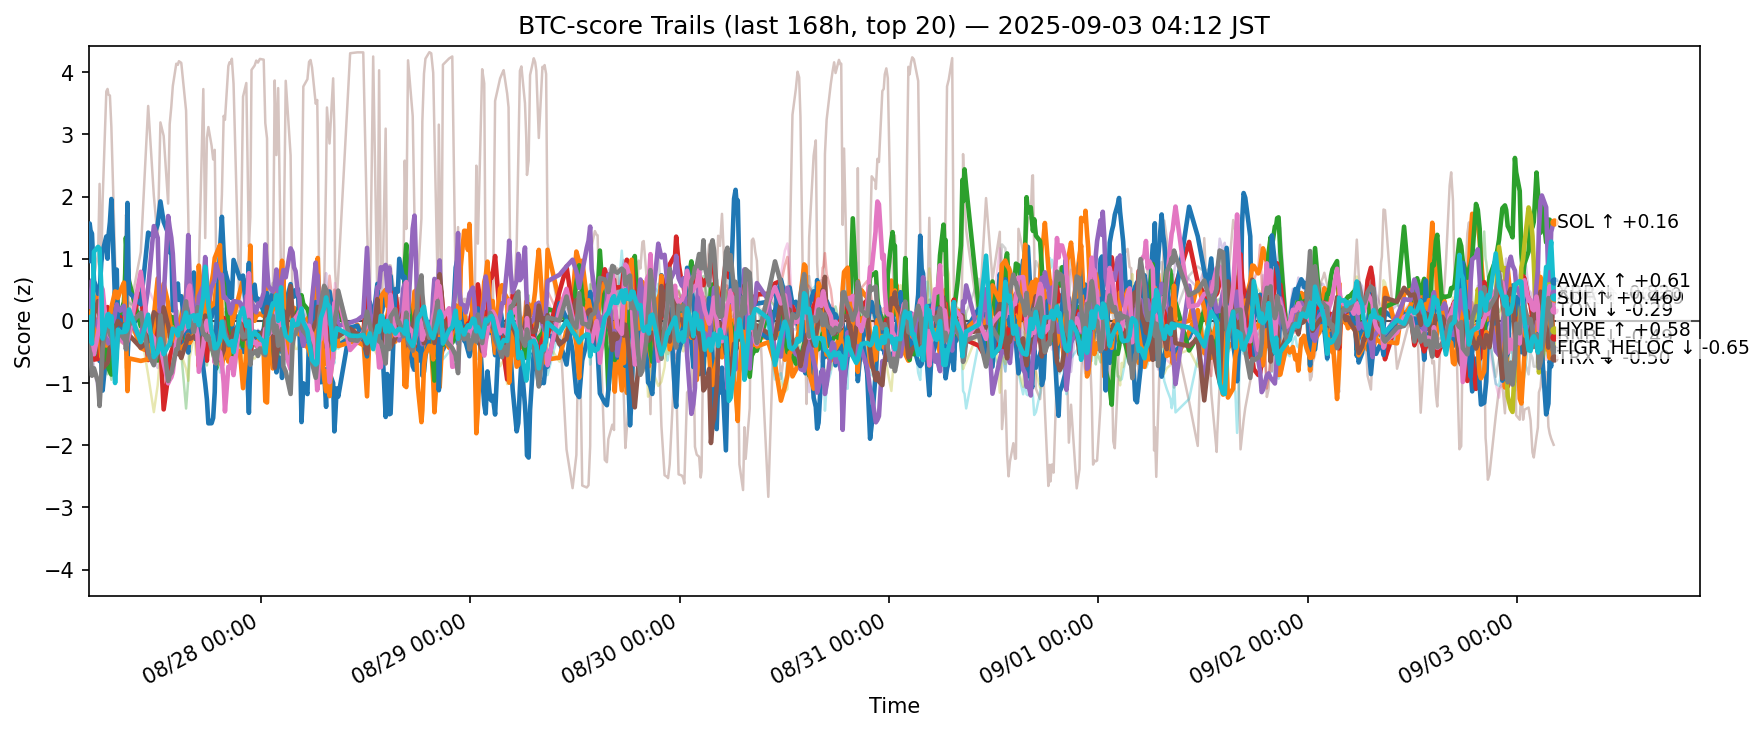 BTC-score Trails (last 168h, top 20) — 2025-09-03 04:12 JST
Score (z)
4
3
2
1
0
−1
−2
−3
−4
SOL ↑ +0.16
AVAX ↑ +0.61
SUI ↑ +0.46
TON ↓ -0.29
HYPE ↑ +0.58
FIGR_HELOC ↓ -0.65
TRX ↓ -0.50
08/28 00:00
08/29 00:00
08/30 00:00
08/31 00:00
09/01 00:00
09/02 00:00
09/03 00:00
Time